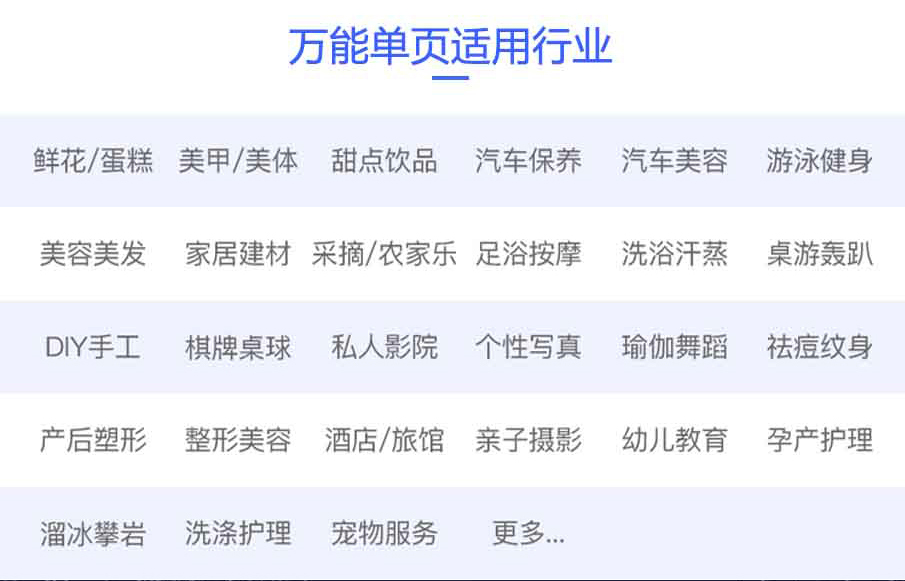 万能单页适用行业
鲜花/蛋糕 美甲/美体 甜点饮品 汽车保养 汽车美容 游泳健身
美容美发 家居建材 采摘/农家乐 足浴按摩 洗浴汗蒸 桌游轰趴
DIY手工 棋牌桌球 私人影院 个性写真 瑜伽舞蹈 祛痘纹身
产后塑形 整形美容 酒店/旅馆 亲子摄影 幼儿教育 孕产护理
溜冰攀岩 洗涤护理 宠物服务 更多...